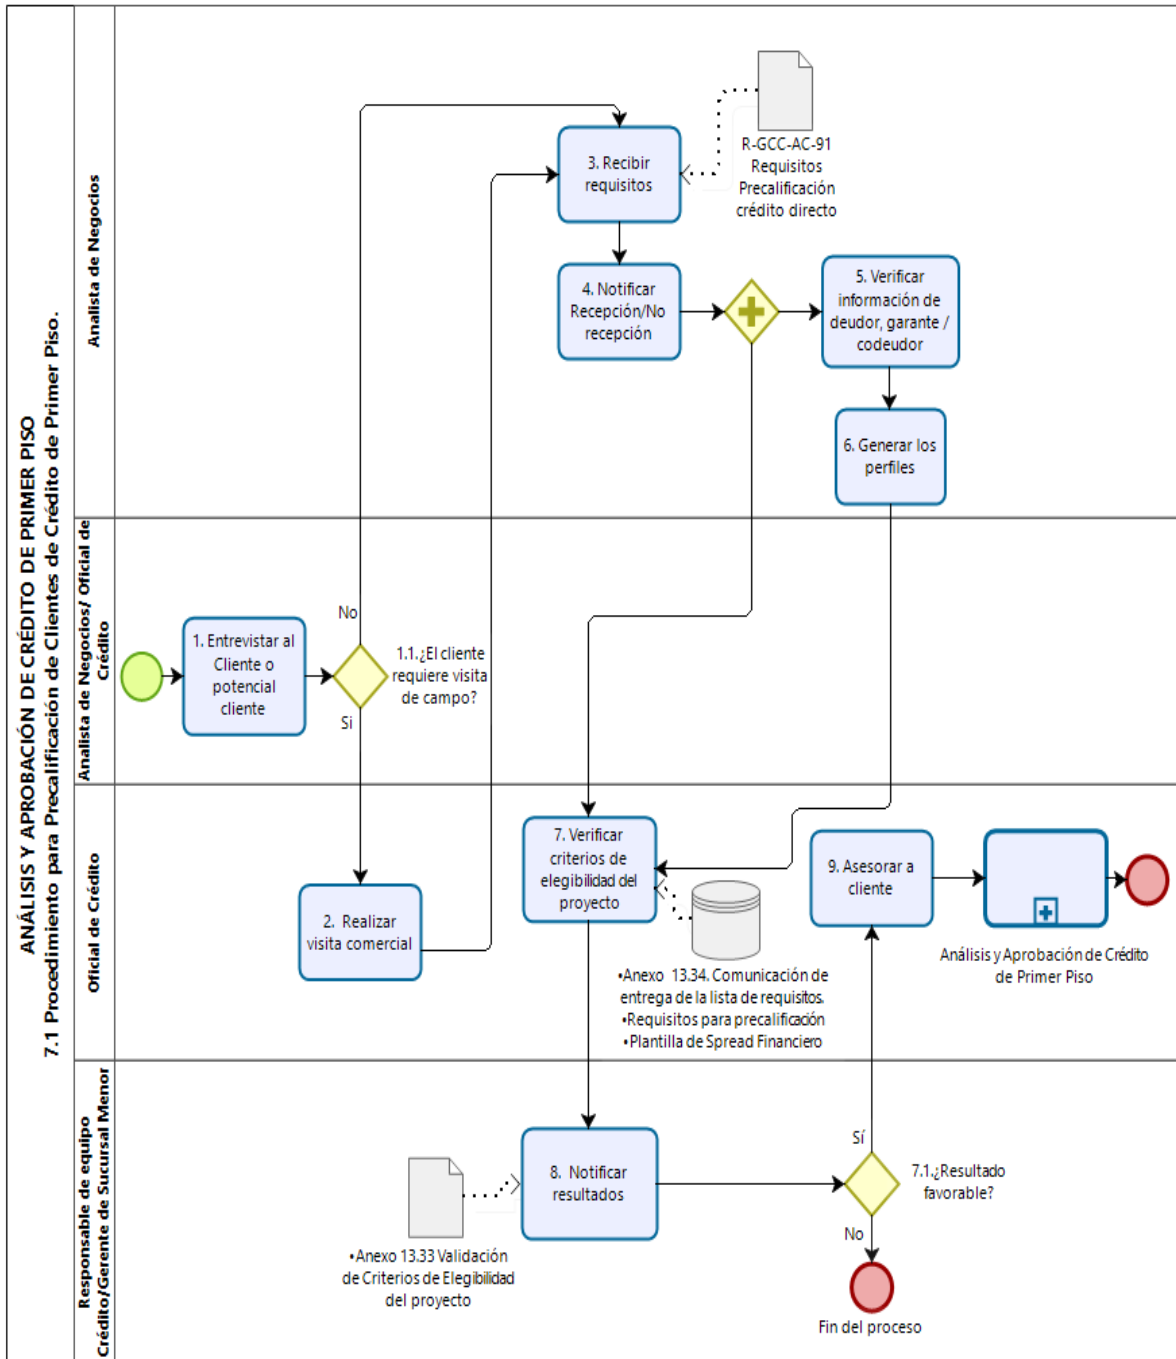 ANÁLISIS Y APROBACIÓN DE CRÉDITO DE PRIMER PISO
7.1 Procedimiento para Precalificación de Clientes de Crédito de Primer Piso.
Analista de Negocios
3. Recibir
requisitos
R-GCC-AC-91
Requisitos
Precalificación
crédito directo
4. Notificar
Recepción/No
recepción
5. Verificar
información de
deudor, garante /
codeudor
6. Generar los
perfiles
Analista de Negocios/ Oficial de
Crédito
1. Entrevistar al
Cliente o
potencial
cliente
No
1.1.¿El cliente
requiere visita
de campo?
Si
Oficial de Crédito
2. Realizar
visita comercial
7. Verificar
criterios de
elegibilidad del
proyecto
•Anexo 13.34. Comunicación de
entrega de la lista de requisitos.
•Requisitos para precalificación
•Plantilla de Spread Financiero
9. Asesorar a
cliente
Análisis y Aprobación de Crédito
de Primer Piso
Responsable de equipo
Crédito/Gerente de Sucursal Menor
8. Notificar
resultados
•Anexo 13.33 Validación
de Criterios de Elegibilidad
del proyecto
Sí
7.1.¿Resultado
favorable?
No
Fin del proceso